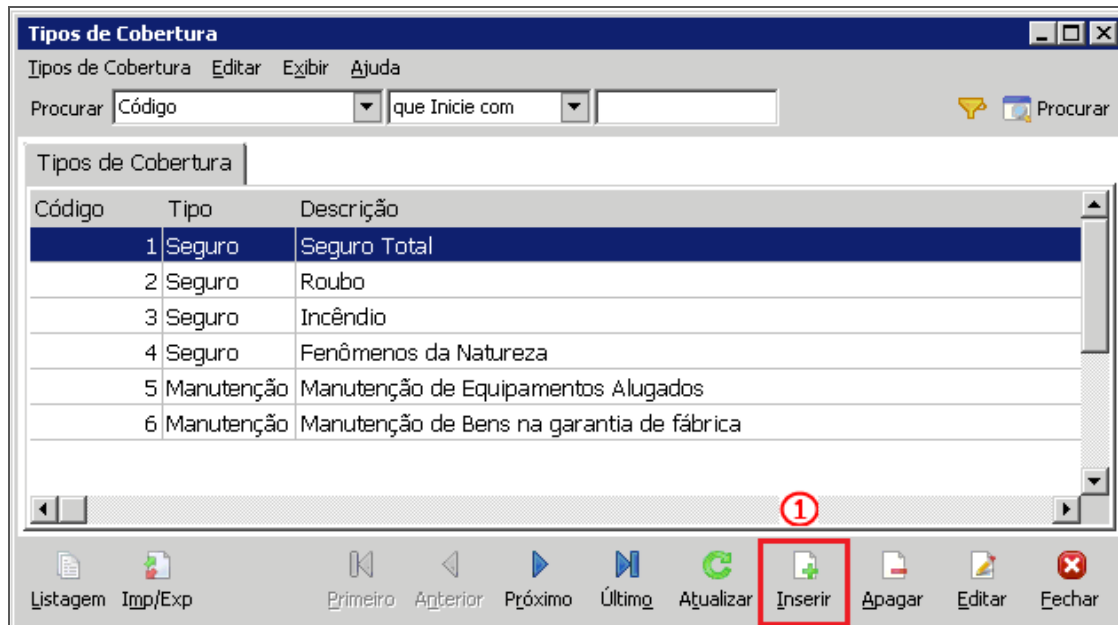 Tipos de Cobertura
Tipos de Cobertura Editar Exibir Ajuda
Procurar Código que Inicie com Procurar
Tipos de Cobertura
Código Tipo Descrição
1 Seguro Seguro Total
2 Seguro Roubo
3 Seguro Incêndio
4 Seguro Fenômenos da Natureza
5 Manutenção Manutenção de Equipamentos Alugados
6 Manutenção Manutenção de Bens na garantia de fábrica
1
Listagem Imp/Exp Primeiro Anterior Próximo Último Atualizar Inserir Apagar Editar Fechar